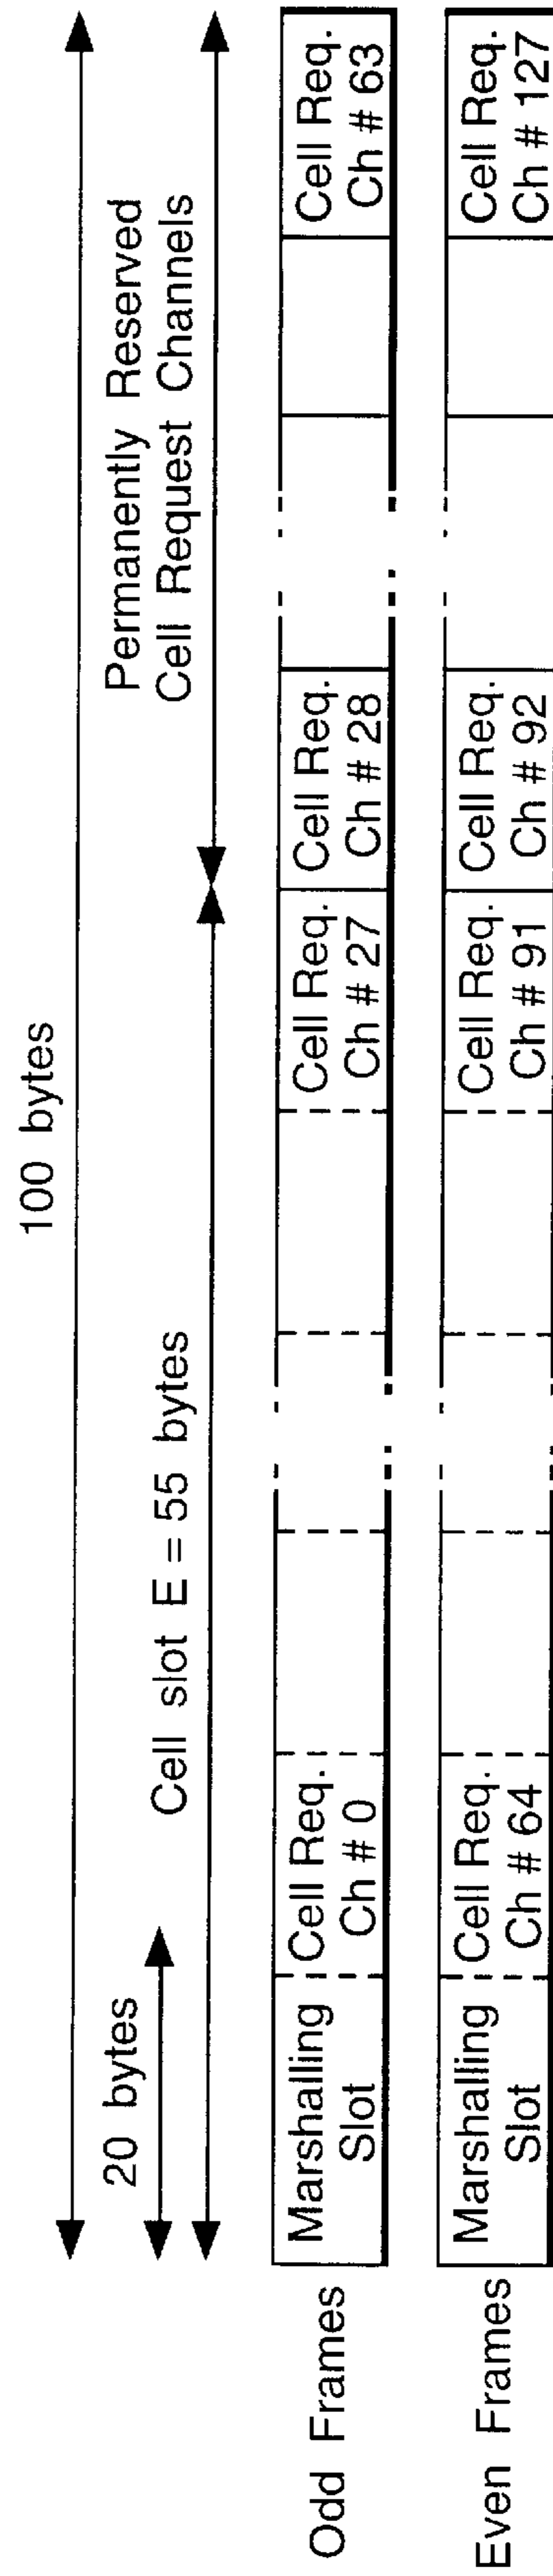 100 bytes
20 bytes
Cell slot E = 55 bytes
Permanently Reserved
Cell Request Channels
Odd Frames
Marshalling
Slot
Cell Req.
Ch # 0
Cell Req.
Ch # 27
Cell Req.
Ch # 28
Cell Req.
Ch # 63
Even Frames
Marshalling
Slot
Cell Req.
Ch # 64
Cell Req.
Ch # 91
Cell Req.
Ch # 92
Cell Req.
Ch # 127